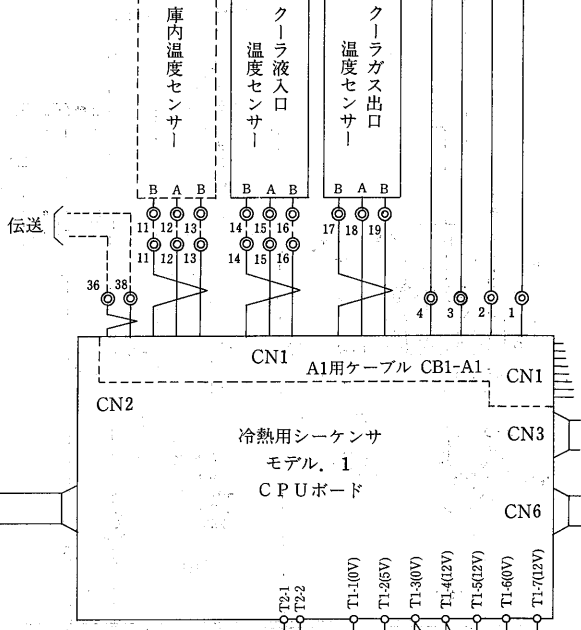 庫内温度センサー
クーラ液入口
温度センサー
クーラガス出口
温度センサー
B A B
B A B
B A B
伝送
11 12 13
14 15 16
17 18 19
11 12 13
14 15 16
36 38
4 3 2 1
CN1
A1用ケーブル CB1-A1
CN1
CN2
CN3
冷熱用シーケンサ
モデル. 1
CPUボード
CN6
T2-1
T2-2
T1-1(0V)
T1-2(5V)
T1-3(0V)
T1-4(12V)
T1-5(12V)
T1-6(0V)
T1-7(12V)